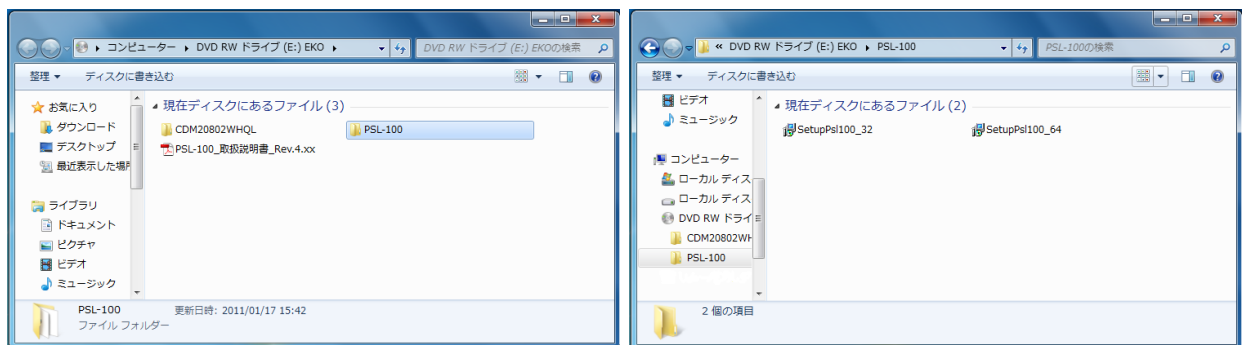 コンピューター ▸ DVD RW ドライブ (E:) EKO ▸
DVD RW ドライブ (E:) EKOの検索
整理 ▼ ディスクに書き込む
お気に入り
ダウンロード
デスクトップ
最近表示した場所
ライブラリ
ドキュメント
ピクチャ
ビデオ
ミュージック
現在ディスクにあるファイル (3)
CDM20802WHQL
PSL-100
PSL-100_取扱説明書_Rev.4.xx
PSL-100 更新日時: 2011/01/17 15:42
ファイル フォルダー
« DVD RW ドライブ (E:) EKO ▸ PSL-100
PSL-100の検索
整理 ▼ ディスクに書き込む
ビデオ
ミュージック
コンピューター
ローカル ディス
ローカル ディス
DVD RW ドライ
CDM20802WH
PSL-100
現在ディスクにあるファイル (2)
SetupPsl100_32
SetupPsl100_64
2 個の項目